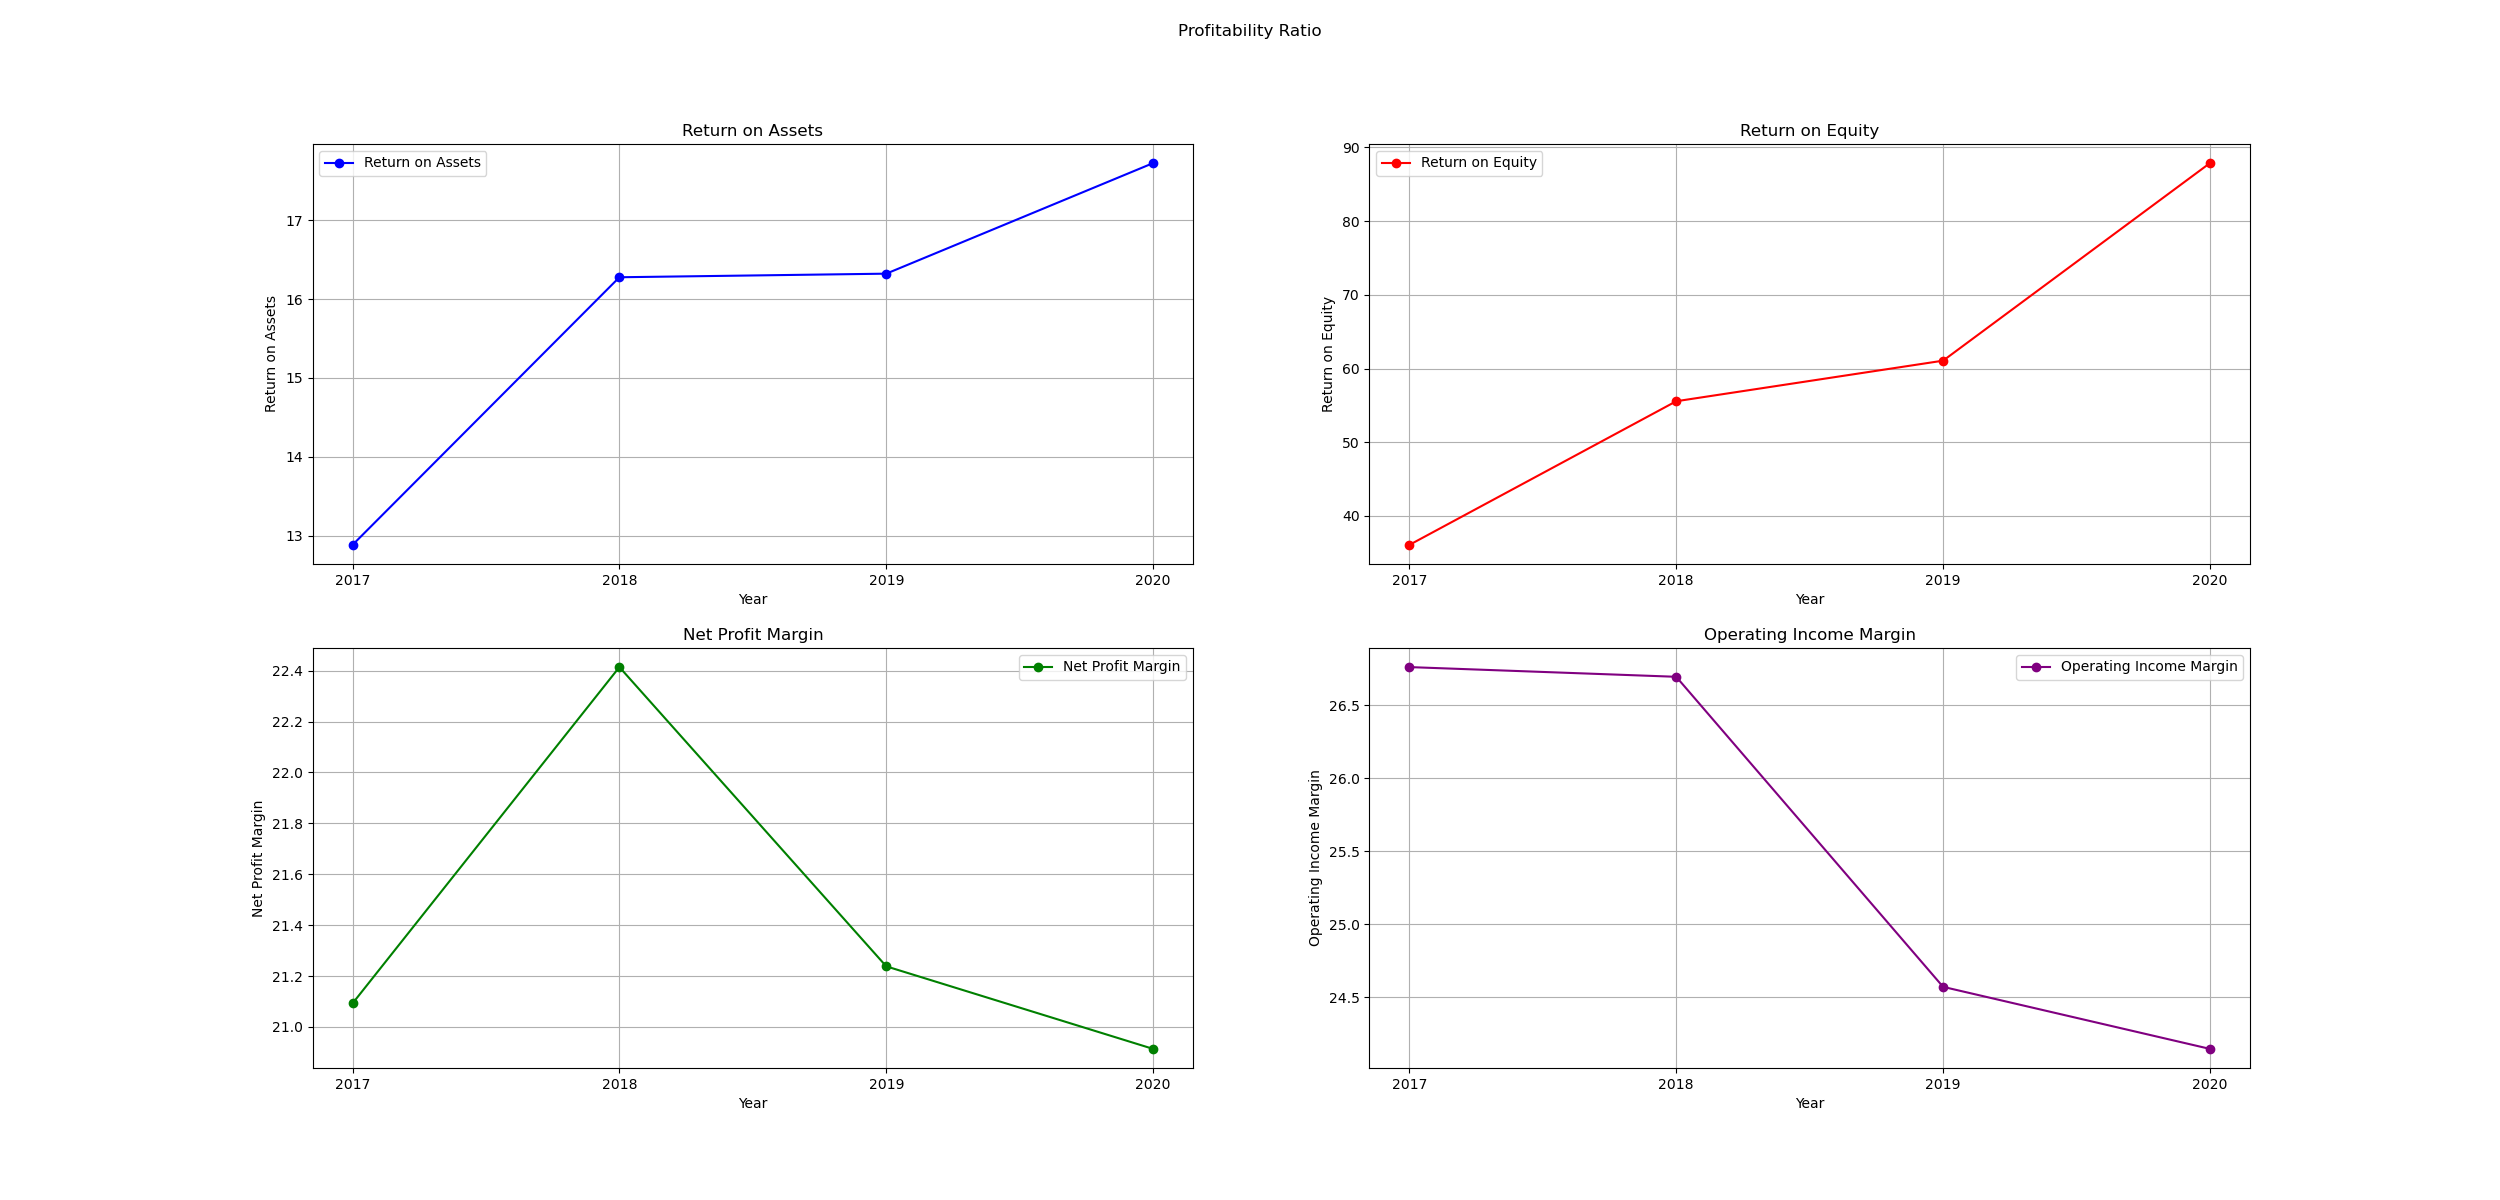 Profitability Ratio
Return on Assets
Return on Assets
Return on Assets
17
16
15
14
13
2017 2018 2019 2020
Year
Return on Equity
Return on Equity
Return on Equity
90
80
70
60
50
40
2017 2018 2019 2020
Year
Net Profit Margin
Net Profit Margin
Net Profit Margin
22.4
22.2
22.0
21.8
21.6
21.4
21.2
21.0
2017 2018 2019 2020
Year
Operating Income Margin
Operating Income Margin
Operating Income Margin
26.5
26.0
25.5
25.0
24.5
2017 2018 2019 2020
Year